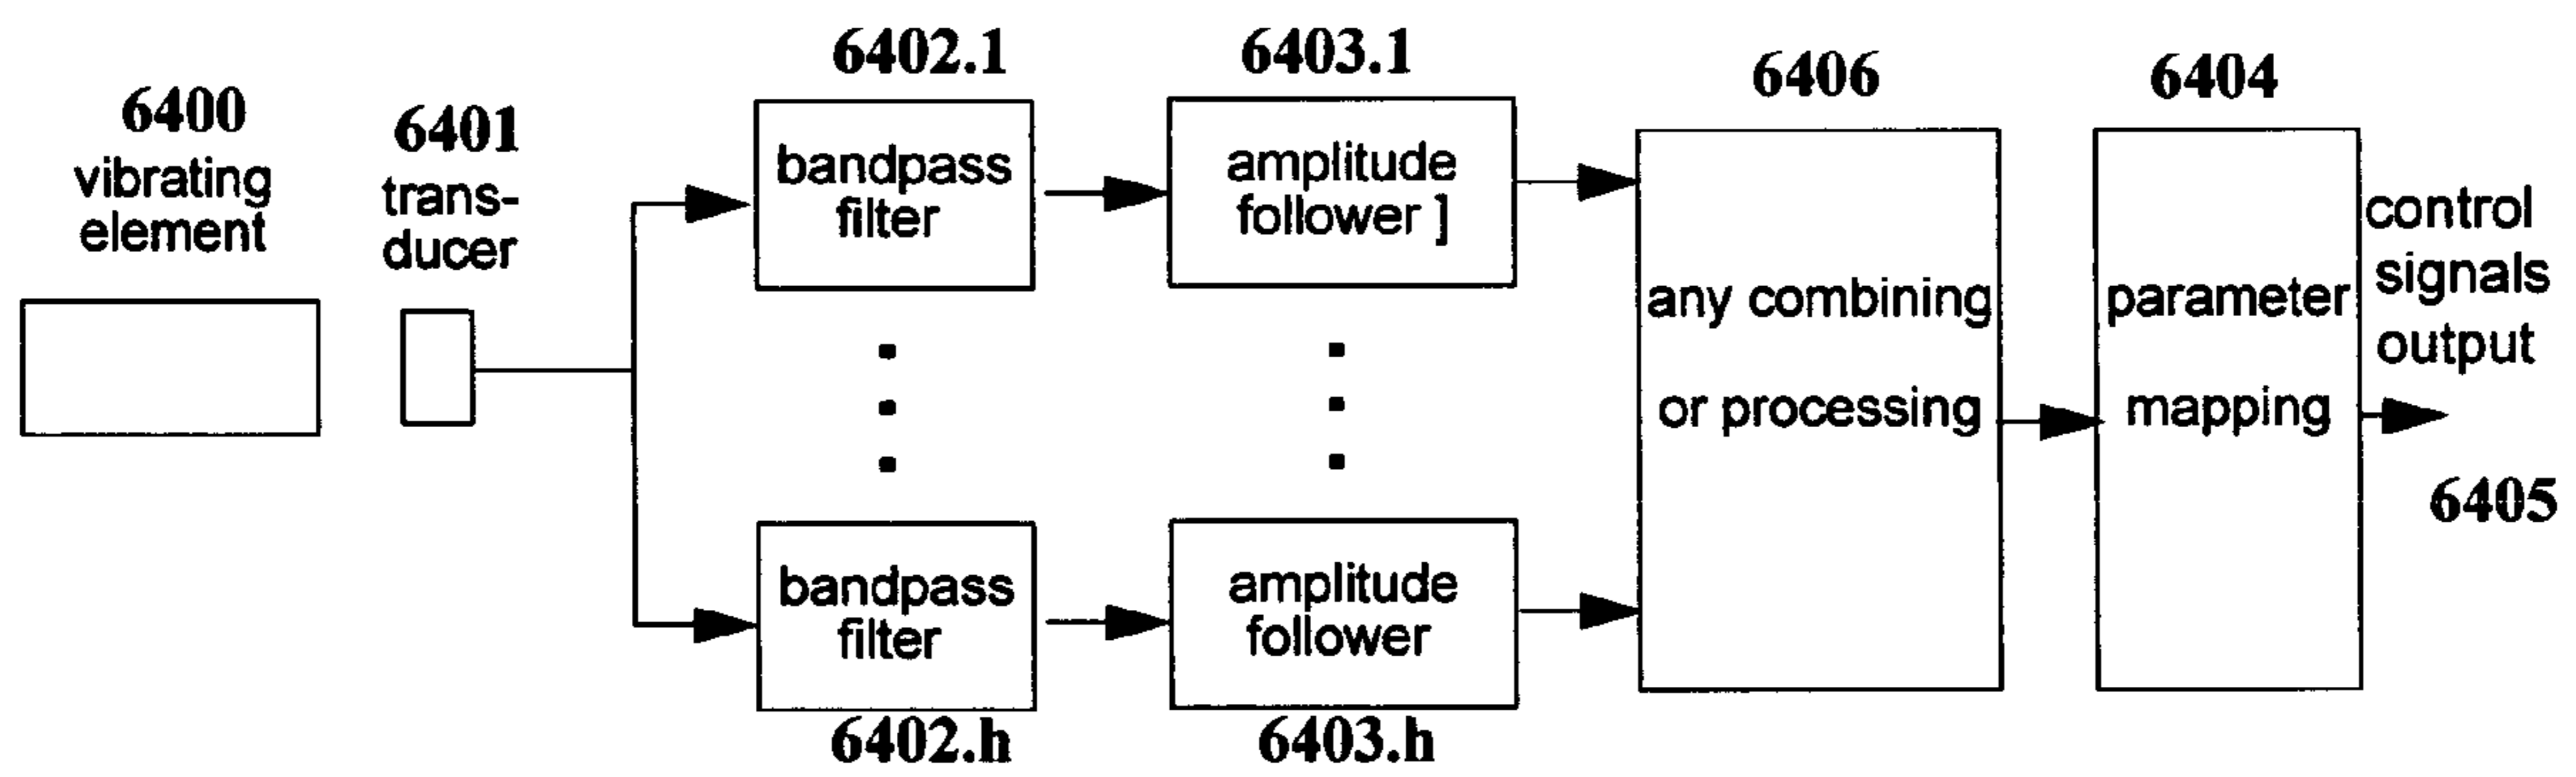 6400
vibrating
element
6401
trans-
ducer
6402.1
bandpass
filter
6403.1
amplitude
follower ]
6402.h
bandpass
filter
6403.h
amplitude
follower
6406
any combining
or processing
6404
parameter
mapping
control
signals
output
6405